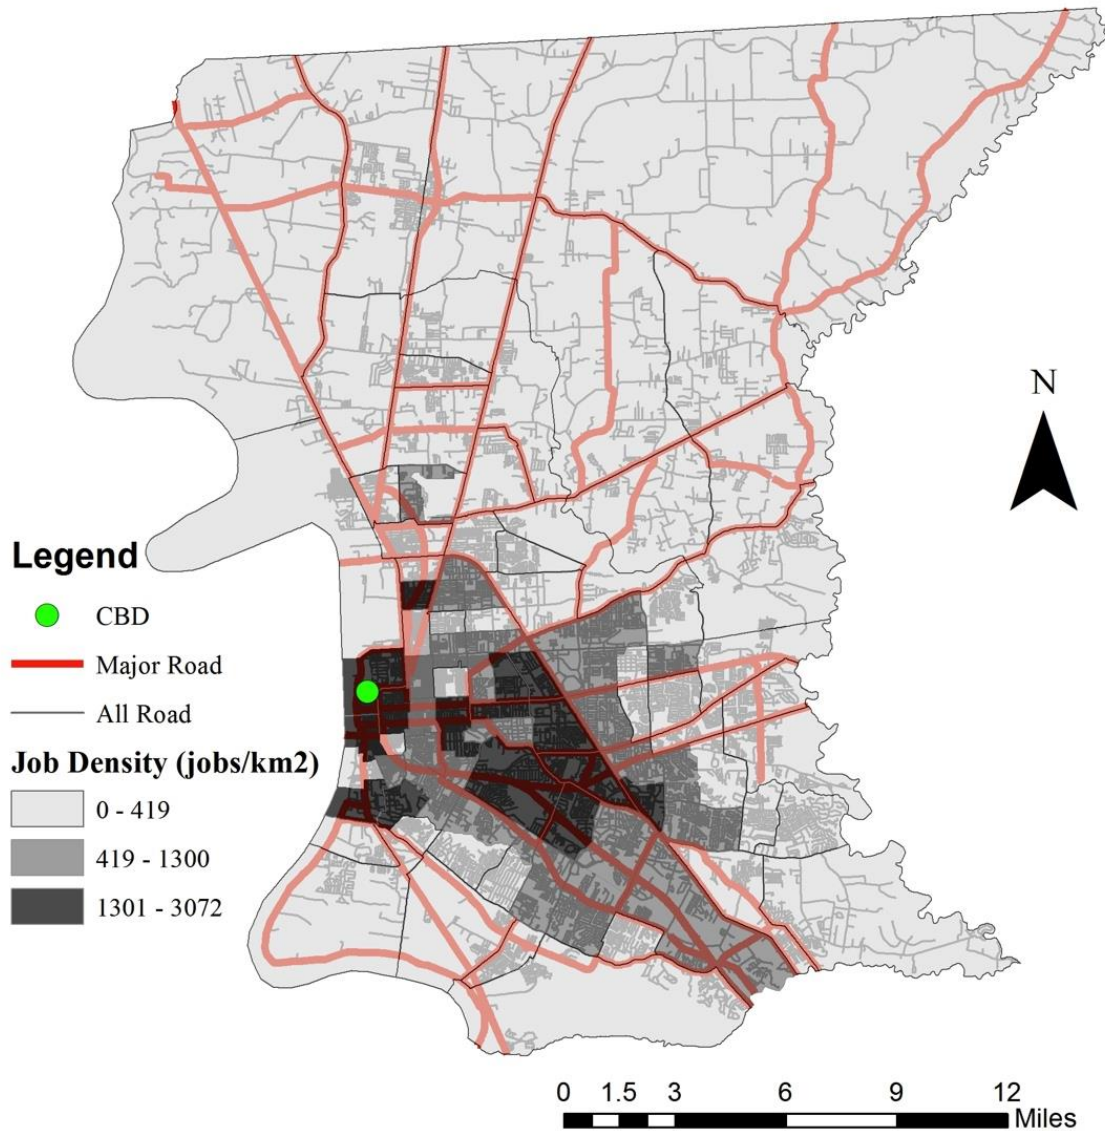 N
Legend
CBD
Major Road
All Road
Job Density (jobs/km2)
0 - 419
419 - 1300
1301 - 3072
0 1.5 3 6 9 12
Miles